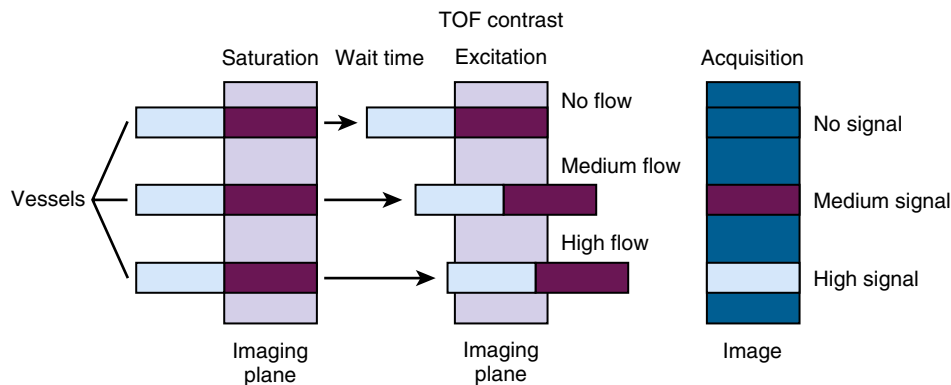 TOF contrast
Saturation Wait time Excitation Acquisition
No flow
No signal
Medium flow
Vessels
Medium signal
High flow
High signal
Imaging
plane
Imaging
plane
Image